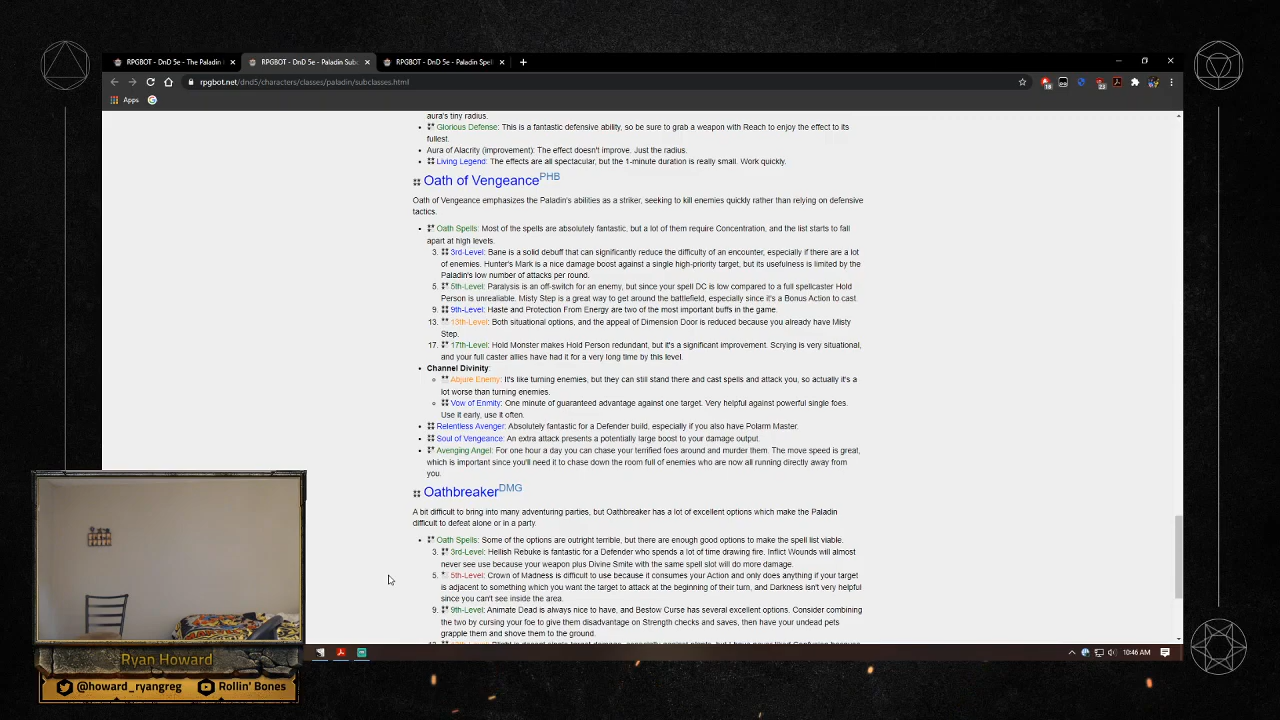 RPGBOT - DnD 5e - The Paladin
RPGBOT - DnD 5e - Paladin Sub
RPGBOT - DnD 5e - Paladin Spel
rpgbot.net/dnd5/characters/classes/paladin/subclasses.html
Apps
aura's tiny radius.
Glorious Defense: This is a fantastic defensive ability, so be sure to grab a weapon with Reach to enjoy the effect to its
fullest.
Aura of Alacrity (improvement): The effect doesn't improve. Just the radius.
Living Legend: The effects are all spectacular, but the 1-minute duration is really small. Work quickly.
Oath of VengeancePHB
Oath of Vengeance emphasizes the Paladin's abilities as a striker, seeking to kill enemies quickly rather than relying on defensive
tactics.
Oath Spells: Most of the spells are absolutely fantastic, but a lot of them require Concentration, and the list starts to fall
apart at high levels.
3. 3rd-Level: Bane is a solid debuff that can significantly reduce the difficulty of an encounter, especially if there are a lot
of enemies. Hunter's Mark is a nice damage boost against a single high-priority target, but its usefulness is limited by the
Paladin's low number of attacks per round.
5. 5th-Level: Paralysis is an off-switch for an enemy, but since your spell DC is low compared to a full spellcaster Hold
Person is unreliable. Misty Step is a great way to get around the battlefield, especially since it's a Bonus Action to cast.
9. 9th-Level: Haste and Protection From Energy are two of the most important buffs in the game.
13. 13th-Level: Both situational options, and the appeal of Dimension Door is reduced because you already have Misty
Step.
17. 17th-Level: Hold Monster makes Hold Person redundant, but it's a significant improvement. Scrying is very situational,
and your full caster allies have had it for a very long time by this level.
Channel Divinity:
Abjure Enemy: It's like turning enemies, but they can still stand there and cast spells and attack you, so actually it's a
lot worse than turning enemies.
Vow of Enmity: One minute of guaranteed advantage against one target. Very helpful against powerful single foes.
Use it early, use it often.
Relentless Avenger: Absolutely fantastic for a Defender build, especially if you also have Polarm Master.
Soul of Vengeance: An extra attack presents a potentially large boost to your damage output.
Avenging Angel: For one hour a day you can chase your terrified foes around and murder them. The move speed is great,
which is important since you'll need it to chase down the room full of enemies who are now all running directly away from
you.
OathbreakerDMG
A bit difficult to bring into many adventuring parties, but Oathbreaker has a lot of excellent options which make the Paladin
difficult to defeat alone or in a party.
Oath Spells: Some of the options are outright terrible, but there are enough good options to make the spell list viable.
3. 3rd-Level: Hellish Rebuke is fantastic for a Defender who spends a lot of time drawing fire. Inflict Wounds will almost
never see use because your weapon plus Divine Smite with the same spell slot will do more damage.
5. 5th-Level: Crown of Madness is difficult to use because it consumes your Action and only does anything if your target
is adjacent to something which you want the target to attack at the beginning of their turn, and Darkness isn't very helpful
since you can't see inside the area.
9. 9th-Level: Animate Dead is always nice to have, and Bestow Curse has several excellent options. Consider combining
the two by cursing your foe to give them disadvantage on Strength checks and saves, then have your undead pets
grapple them and shove them to the ground.
Ryan Howard
@howard_ryangreg
Rollin' Bones
10:46 AM